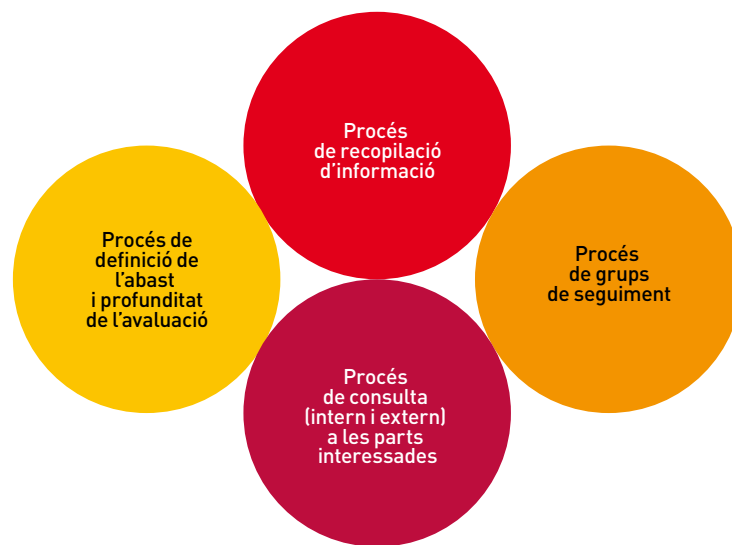 Procés
de recopilació
d’informació
Procés de
definició de
l’abast
i profunditat
de l’avaluació
Procés
de grups
de seguiment
Procés
de consulta
(intern i extern)
a les parts
interessades